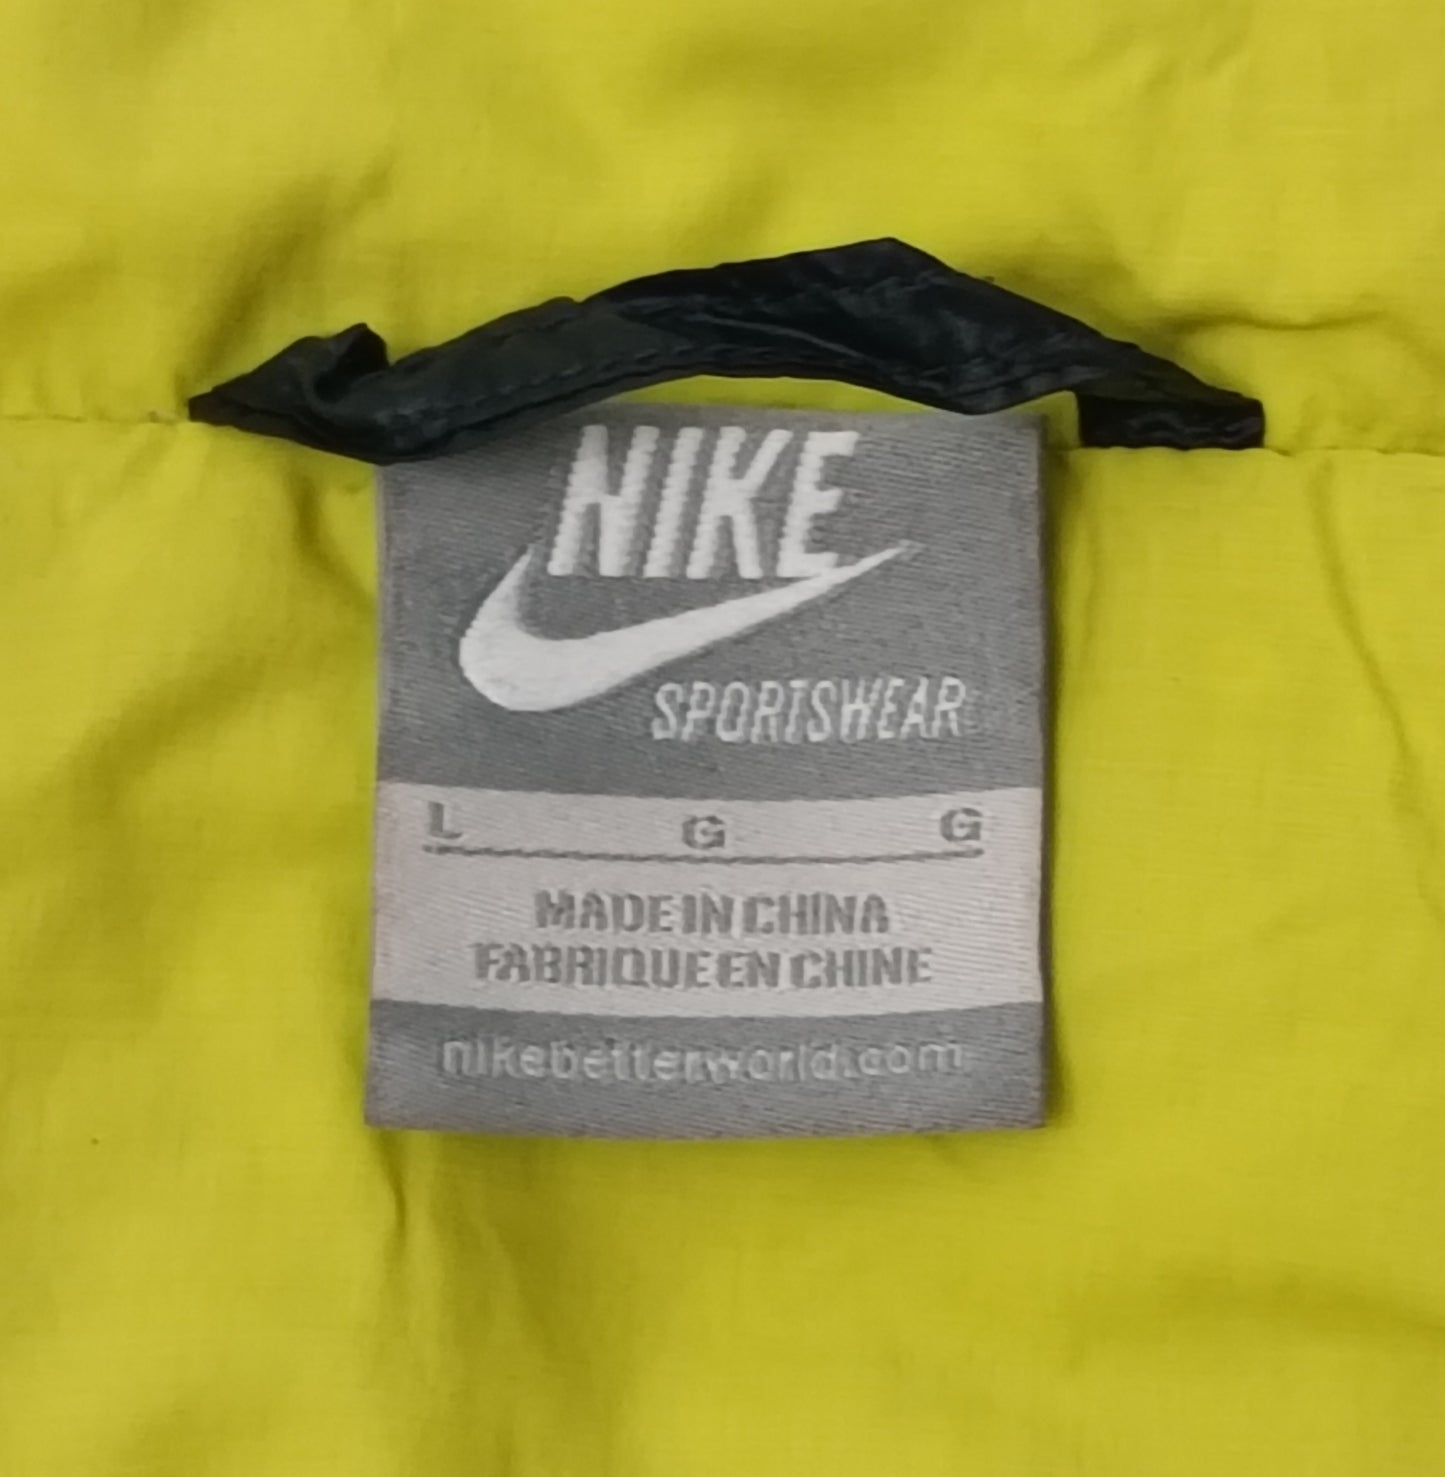 NIKE
SPORTSWEAR
L G G
MADE IN CHINA
FABRIQUE EN CHINE
nikebetterworld.com